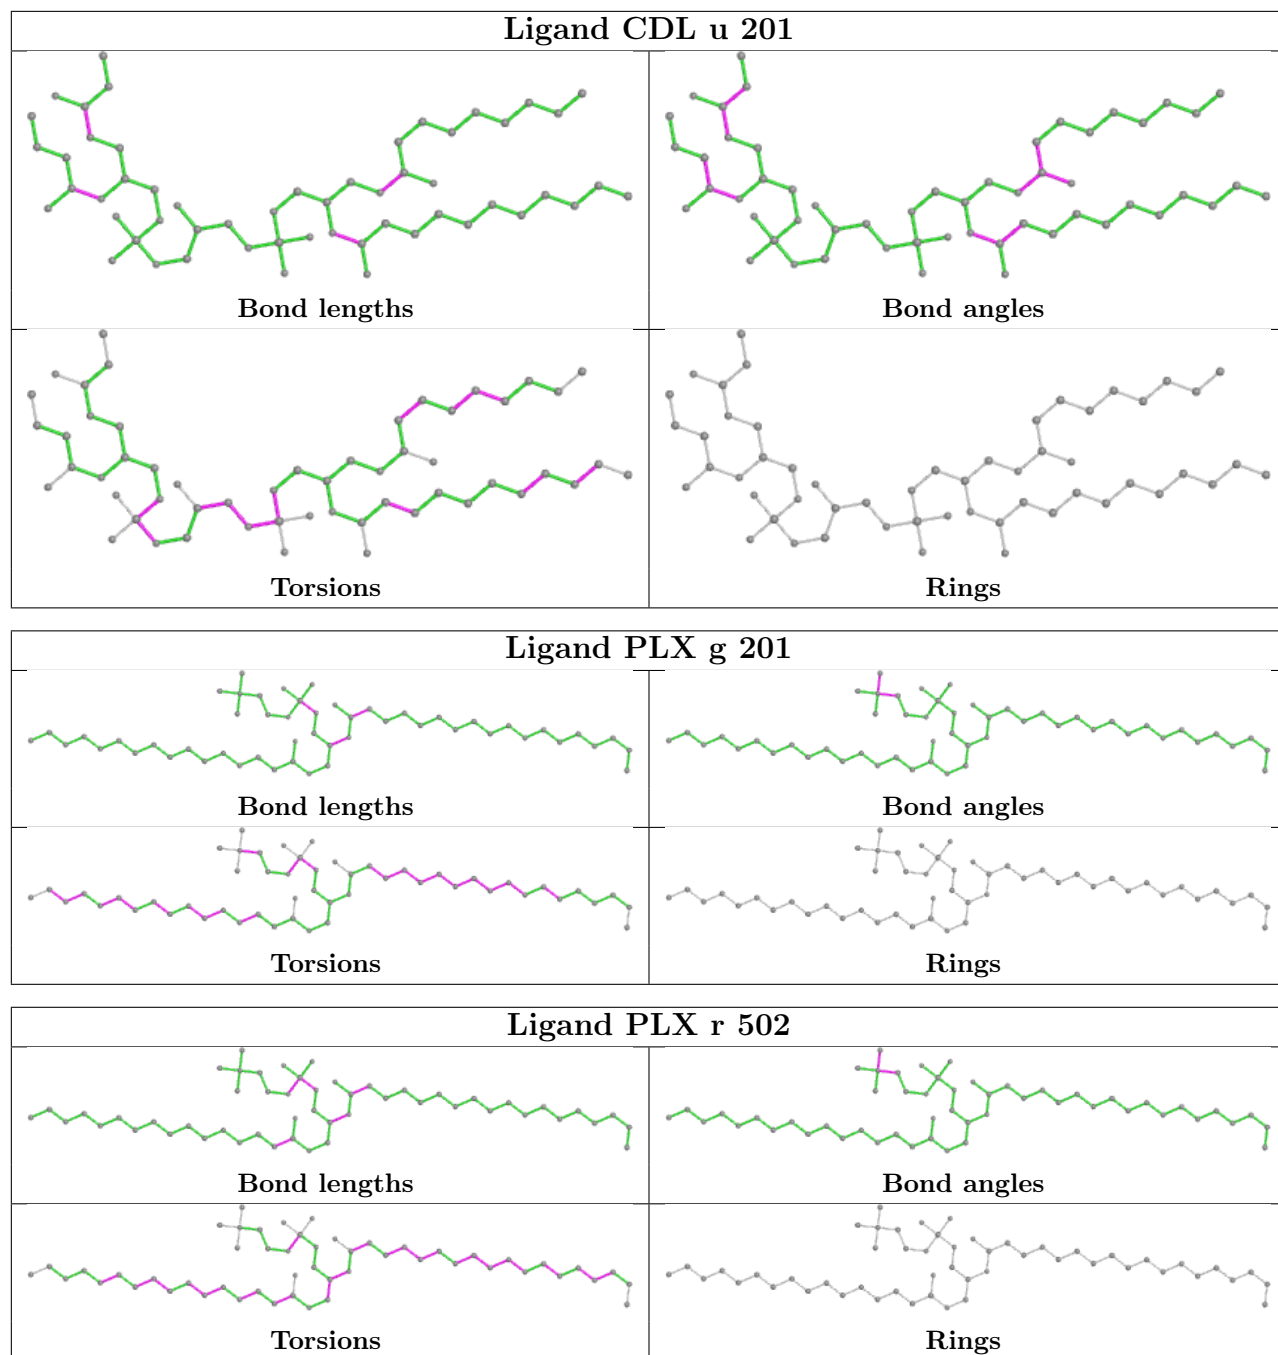 Ligand CDL u 201
Bond lengths
Bond angles
Torsions
Rings
Ligand PLX g 201
Bond lengths
Bond angles
Torsions
Rings
Ligand PLX r 502
Bond lengths
Bond angles
Torsions
Rings